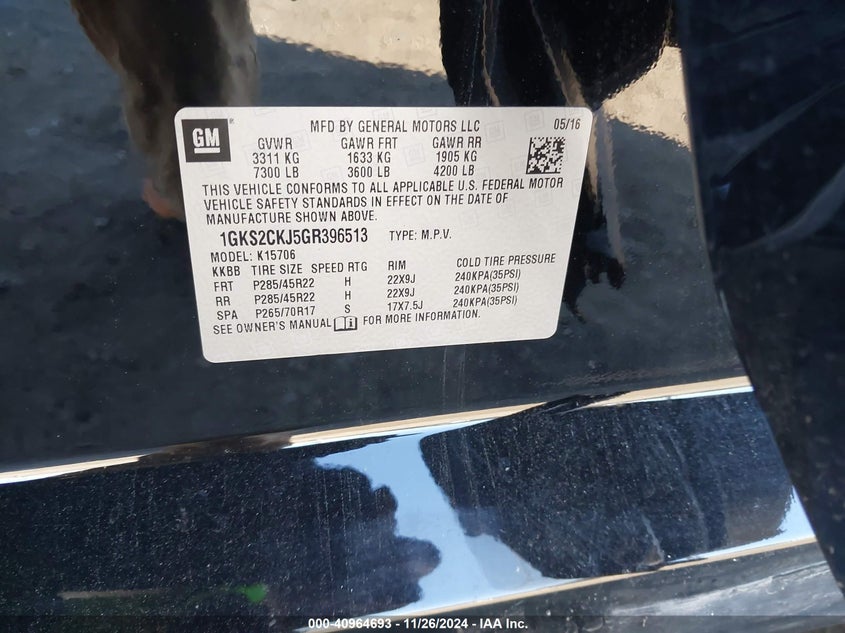 GM
MFD BY GENERAL MOTORS LLC 05/16
GVWR GAWR FRT GAWR RR
3311 KG 1633 KG 1905 KG
7300 LB 3600 LB 4200 LB
THIS VEHICLE CONFORMS TO ALL APPLICABLE U.S. FEDERAL MOTOR
VEHICLE SAFETY STANDARDS IN EFFECT ON THE DATE OF
MANUFACTURE SHOWN ABOVE.
1GKS2CKJ5GR396513 TYPE: M.P.V.
MODEL: K15706
KKBB TIRE SIZE SPEED RTG RIM COLD TIRE PRESSURE
FRT P285/45R22 H 22X9J 240KPA(35PSI)
RR P285/45R22 H 22X9J 240KPA(35PSI)
SPA P265/70R17 S 17X7.5J 240KPA(35PSI)
SEE OWNER'S MANUAL FOR MORE INFORMATION.
000-40964693 - 11/26/2024 - IAA Inc.